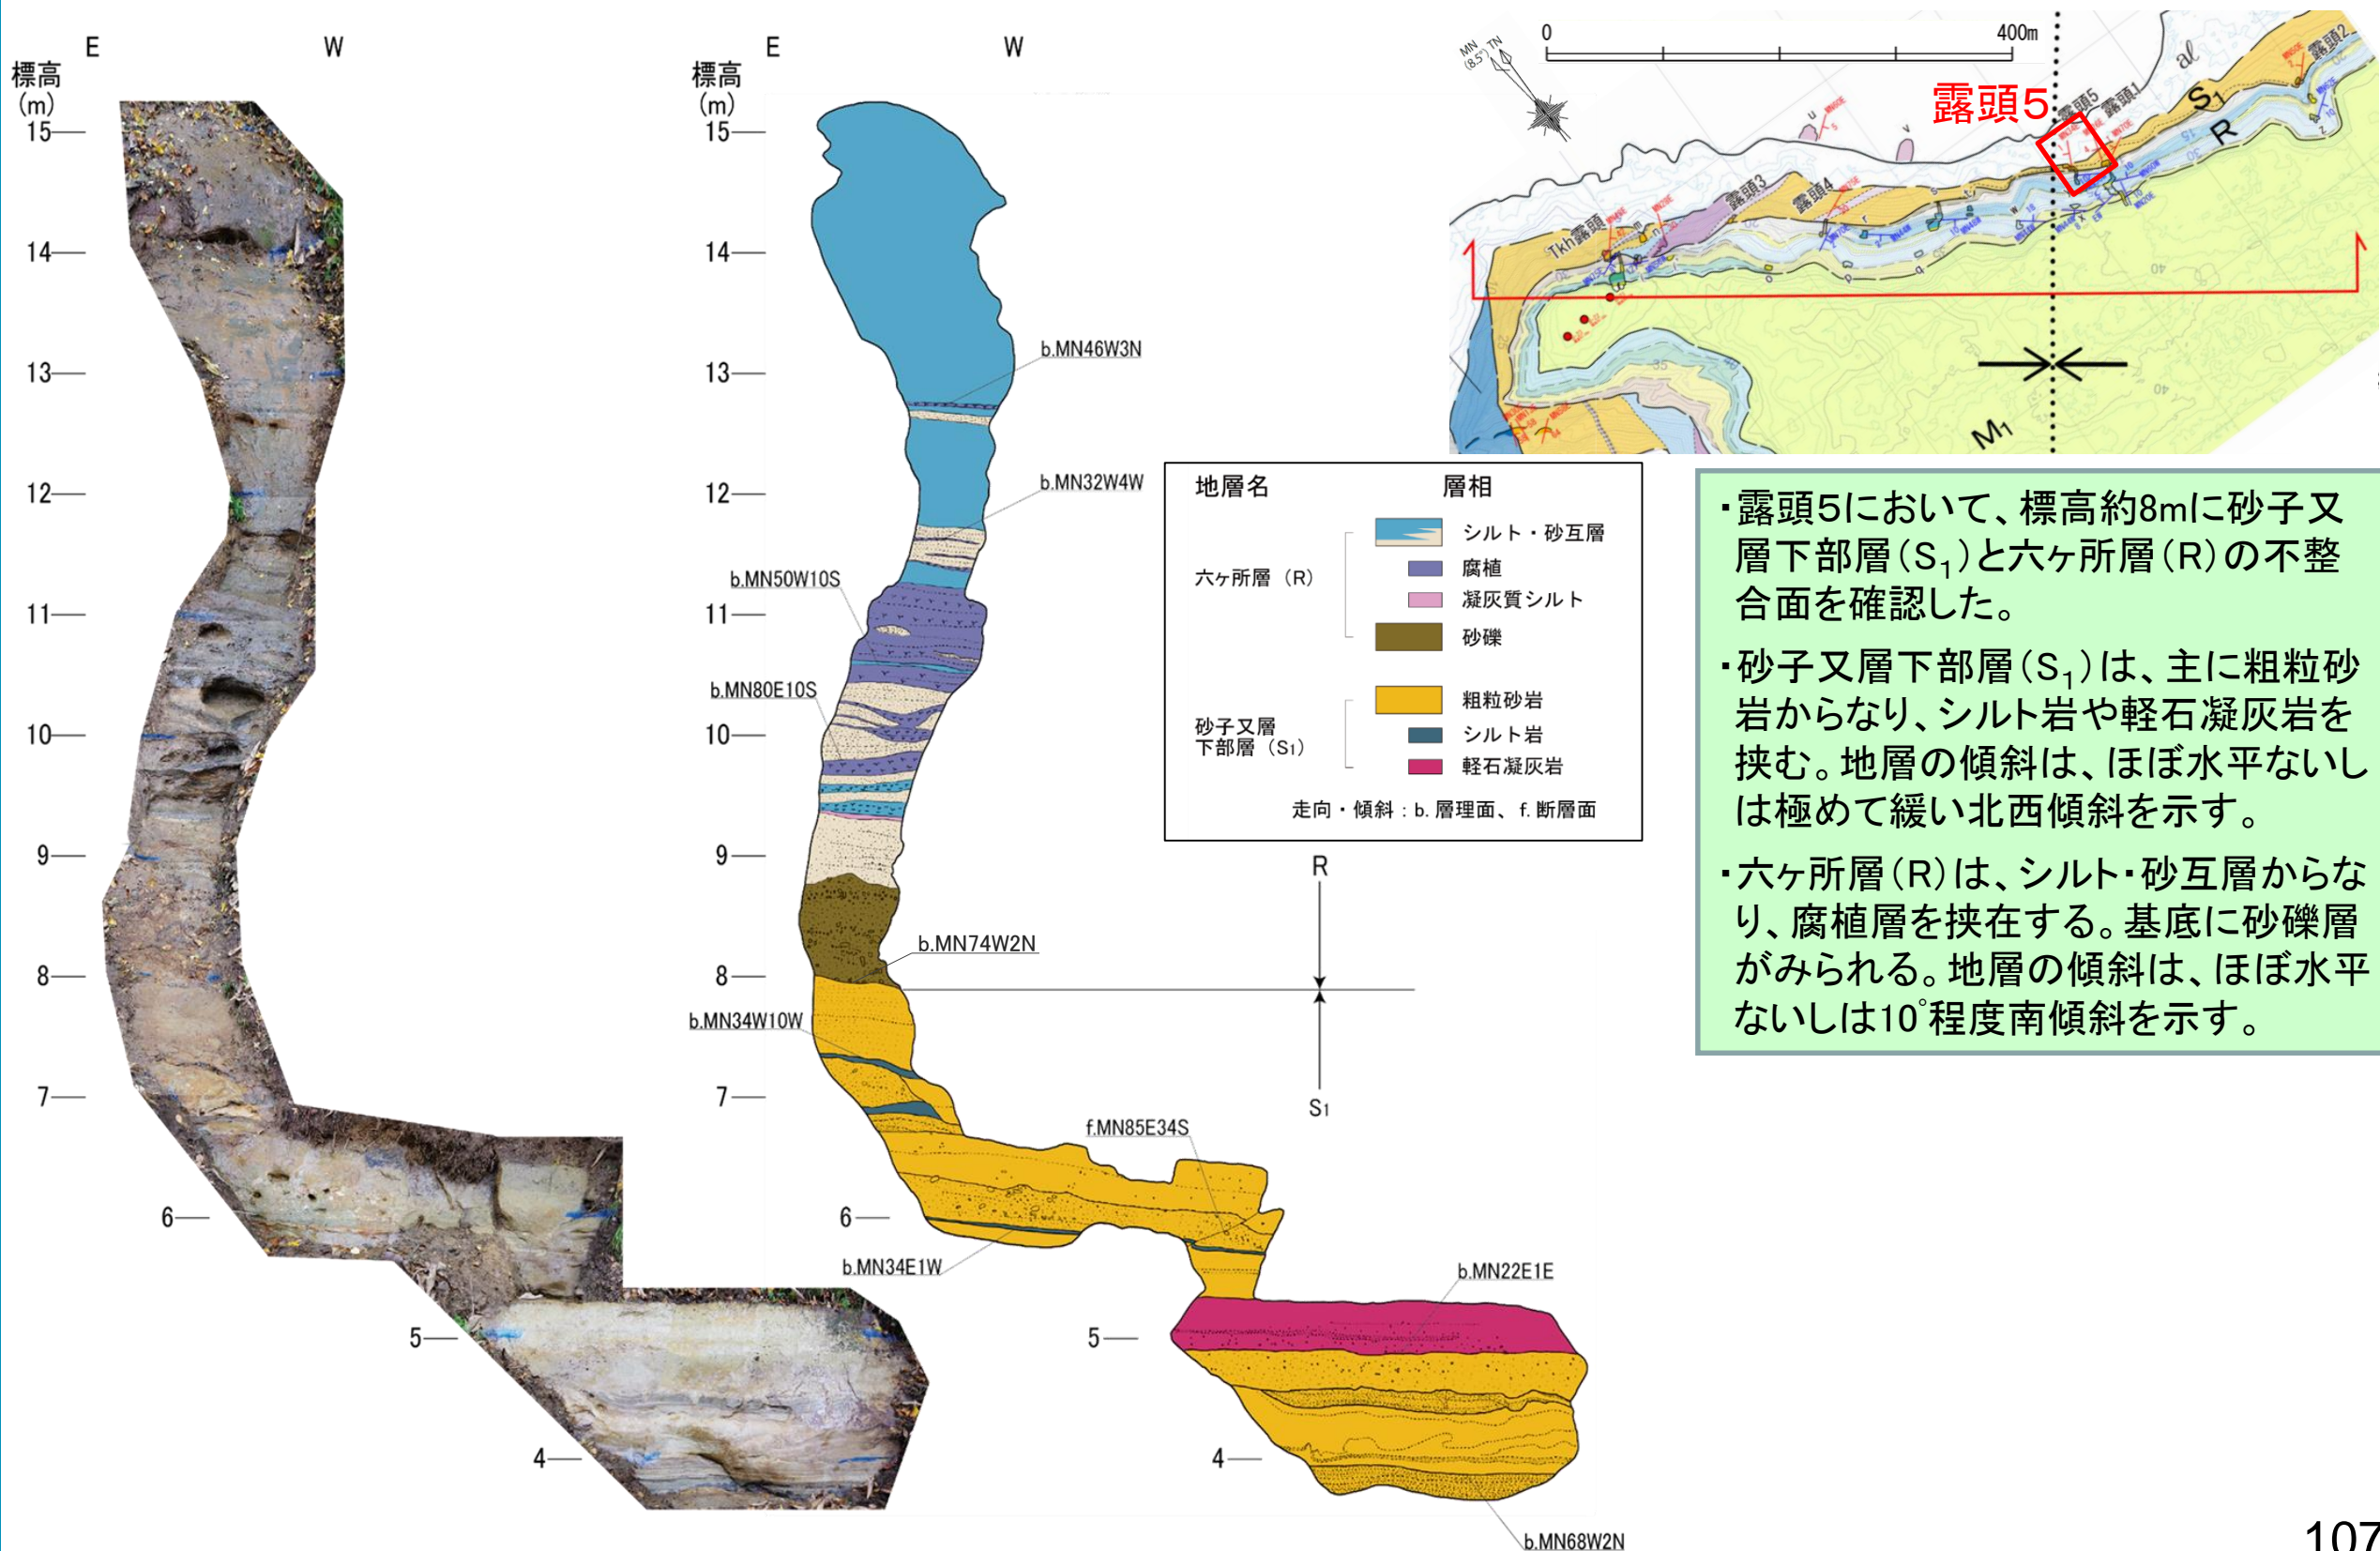 E
W
標高
(m)
15
14
13
12
11
10
9
8
7
6
5
4
E
W
標高
(m)
15
14
13
12
11
10
9
8
7
6
5
4
b.MN46W3N
b.MN32W4W
b.MN50W10S
b.MN80E10S
b.MN74W2N
b.MN34W10W
f.MN85E34S
b.MN34E1W
b.MN22E1E
b.MN68W2N
R
S1
地層名
層相
六ヶ所層（R）
シルト・砂互層
腐植
凝灰質シルト
砂礫
砂子又層
下部層（S1）
粗粒砂岩
シルト岩
軽石凝灰岩
走向・傾斜：b. 層理面、f. 断層面
0
400m
MN
(8.5°)
TN
露頭5
露頭5
露頭1
露頭2
露頭3
露頭4
Tkh露頭
al
S1
R
M1
u
v
・露頭5において、標高約8mに砂子又
層下部層(S1)と六ヶ所層(R)の不整
合面を確認した。
・砂子又層下部層(S1)は、主に粗粒砂
岩からなり、シルト岩や軽石凝灰岩を
挟む。地層の傾斜は、ほぼ水平ないし
は極めて緩い北西傾斜を示す。
・六ヶ所層(R)は、シルト・砂互層からな
り、腐植層を挟在する。基底に砂礫層
がみられる。地層の傾斜は、ほぼ水平
ないしは10°程度南傾斜を示す。
107